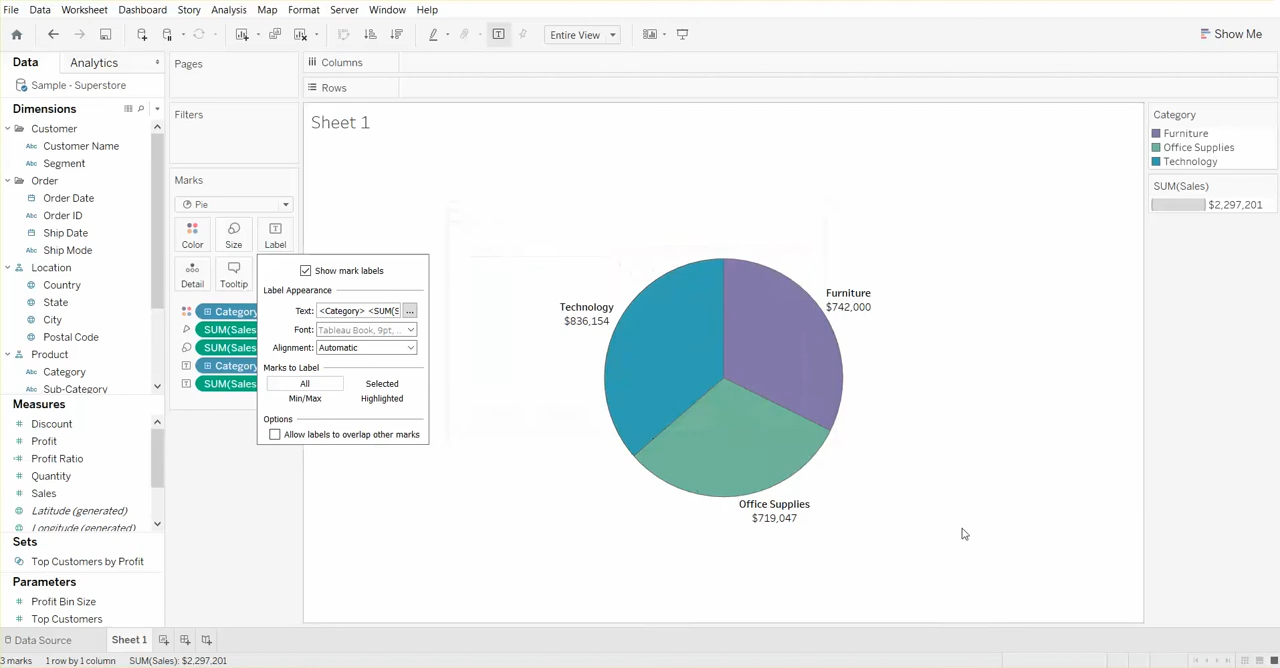 File Data Worksheet Dashboard Story Analysis Map Format Server Window Help
Entire View
Show Me
Data Analytics
Sample - Superstore
Dimensions
Customer
Abc Customer Name
Abc Segment
Order
Order Date
Abc Order ID
Ship Date
Abc Ship Mode
Location
Country
State
City
Postal Code
Product
Abc Category
Abc Sub-Category
Measures
Discount
Profit
Profit Ratio
Quantity
Sales
Latitude (generated)
Longitude (generated)
Sets
Top Customers by Profit
Parameters
Profit Bin Size
Top Customers
Pages
Filters
Marks
Pie
Color Size Label
Detail Tooltip
Category
SUM(Sales
SUM(Sales
Category
SUM(Sales
Show mark labels
Label Appearance
Text: <Category> <SUM(S ...
Font: Tableau Book, 9pt, ..
Alignment: Automatic
Marks to Label
All Selected
Min/Max Highlighted
Options
Allow labels to overlap other marks
Columns
Rows
Sheet 1
Technology
$836,154
Furniture
$742,000
Office Supplies
$719,047
Category
Furniture
Office Supplies
Technology
SUM(Sales)
$2,297,201
Data Source Sheet 1
3 marks 1 row by 1 column SUM(Sales): $2,297,201